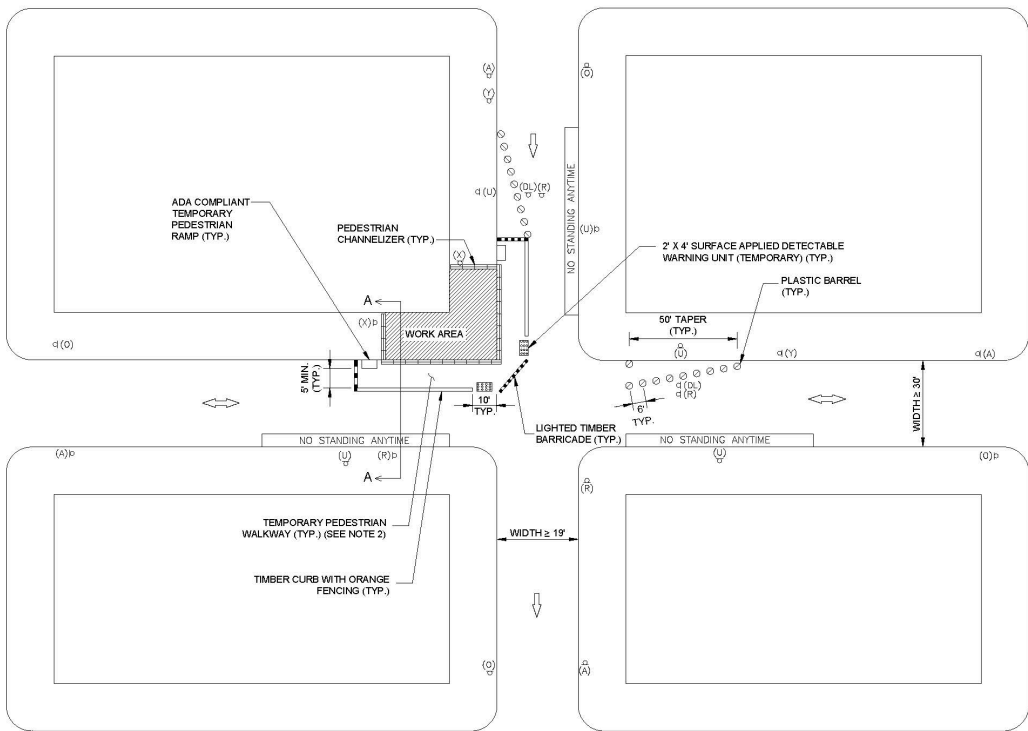 (A)
(Y)
(O)
ADA COMPLIANT
TEMPORARY
PEDESTRIAN
RAMP (TYP.)
PEDESTRIAN
CHANNELIZER (TYP.)
(U)
(DL)(R)
NO STANDING ANYTIME
(U)
2' X 4' SURFACE APPLIED DETECTABLE
WARNING UNIT (TEMPORARY) (TYP.)
PLASTIC BARREL
(TYP.)
(X)
A
(X)
WORK AREA
50' TAPER
(TYP.)
(O)
(U)
(Y)
(A)
5' MIN.
(TYP.)
10'
TYP.
(DL)
(R)
6'
TYP.
WIDTH ≥ 30'
LIGHTED TIMBER
BARRICADE (TYP.)
NO STANDING ANYTIME
NO STANDING ANYTIME
(A)
(U)
(R)
(U)
(O)
A
(R)
TEMPORARY PEDESTRIAN
WALKWAY (TYP.) (SEE NOTE 2)
WIDTH ≥ 19'
TIMBER CURB WITH ORANGE
FENCING (TYP.)
(O)
(A)